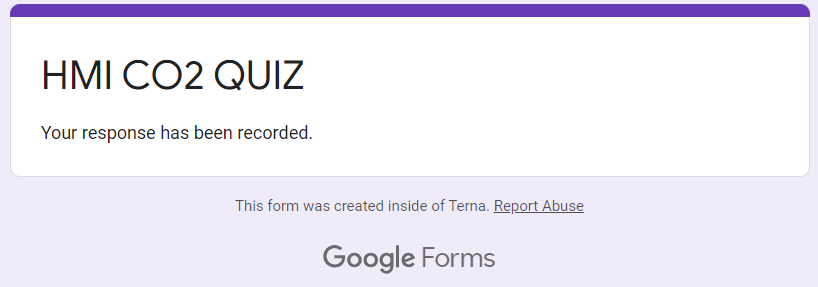 HMI CO2 QUIZ
Your response has been recorded.
This form was created inside of Terna. Report Abuse
Google Forms